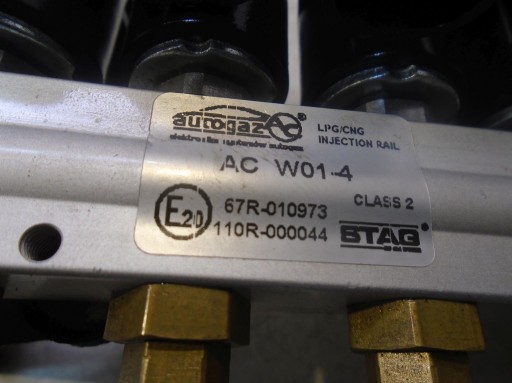 autogaz AC
LPG/CNG
INJECTION RAIL
AC W01-4
E20
67R-010973
CLASS 2
110R-000044
STAG